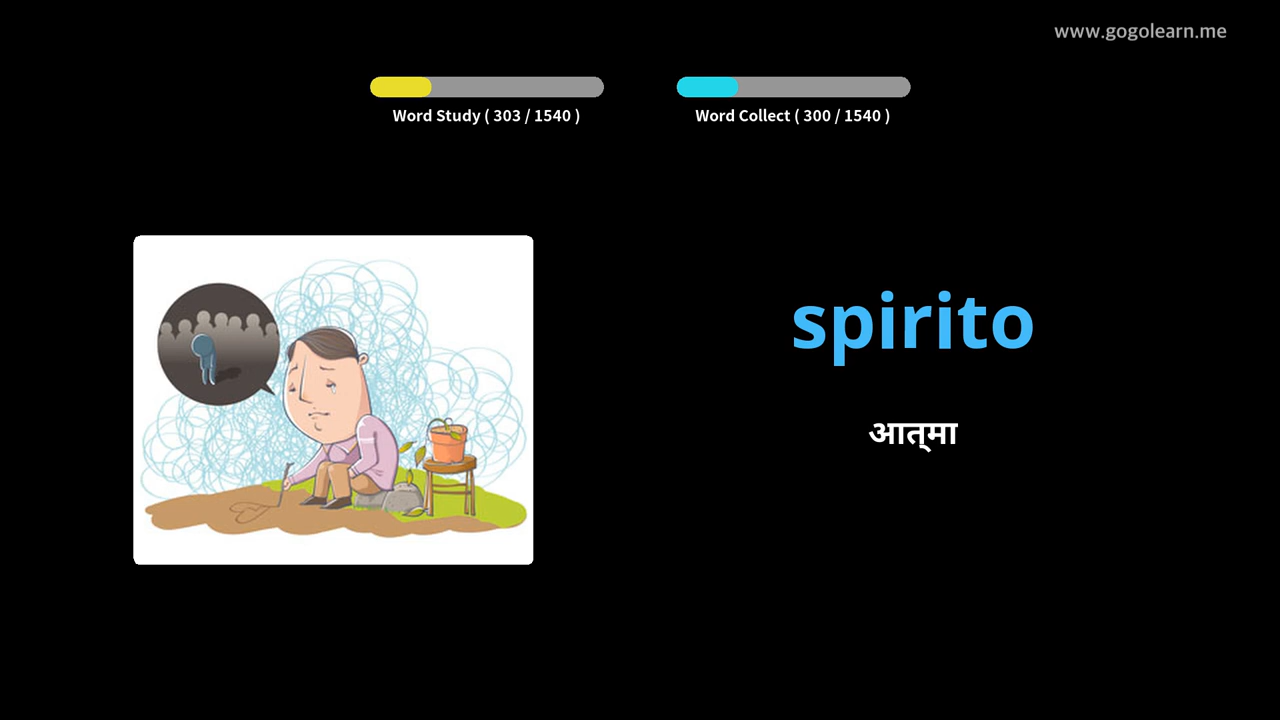 www.gogolearn.me
Word Study ( 303 / 1540 )
Word Collect ( 300 / 1540 )
spirito
आत्‌मा